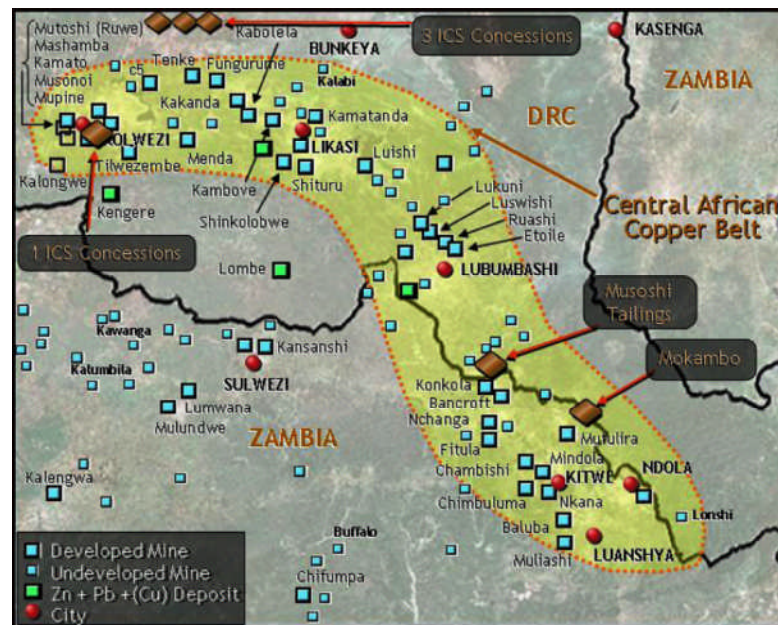 Mutoshi (Ruwe)
Mashamba
Kamato
Musonoi
Mupine
c5
Tenke
Fungurume
Kabolela
BUNKEYA
3 ICS Concessions
KASENGA
ZAMBIA
Kalabi
DRC
Kakanda
Kamatanda
KOLWEZI
LIKASI
Tilwezembe
Menda
Luishi
Kalongwe
Kambove
Shituru
Kengere
Shinkolobwe
Lukuni
Luswishi
Ruashi
Etoile
Central African
Copper Belt
1 ICS Concessions
Lombe
LUBUMBASHI
Musoshi
Tailings
Kawanga
Kansanshi
Kalumbila
SULWEZI
Mokambo
Konkola
Bancroft
Lumwana
Nchanga
Mulundwe
ZAMBIA
Mufulira
Fitula
Mindola
Chambishi
KITWE
NDOLA
Kalengwa
Chimbuluma
Nkana
Lonshi
Baluba
Buffalo
LUANSHYA
Muliashi
Chifumpa
Developed Mine
Undeveloped Mine
Zn + Pb +(Cu) Deposit
City